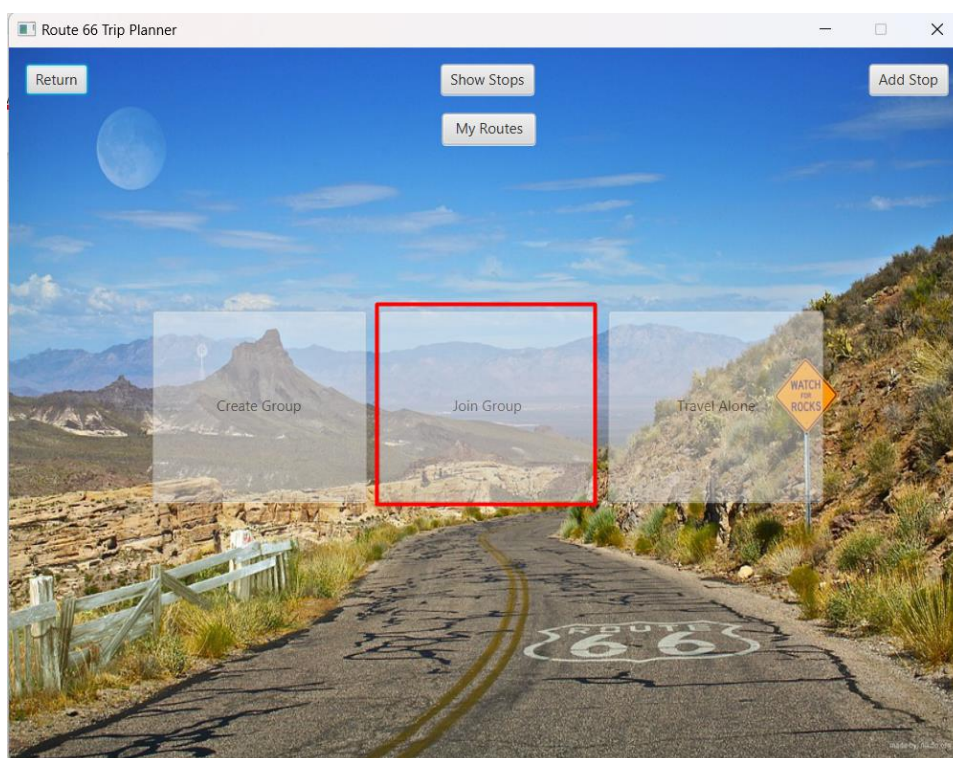 Route 66 Trip Planner
Return
Show Stops
Add Stop
My Routes
Create Group
Join Group
Travel Alone
WATCH
FOR
ROCKS
ROUTE
66